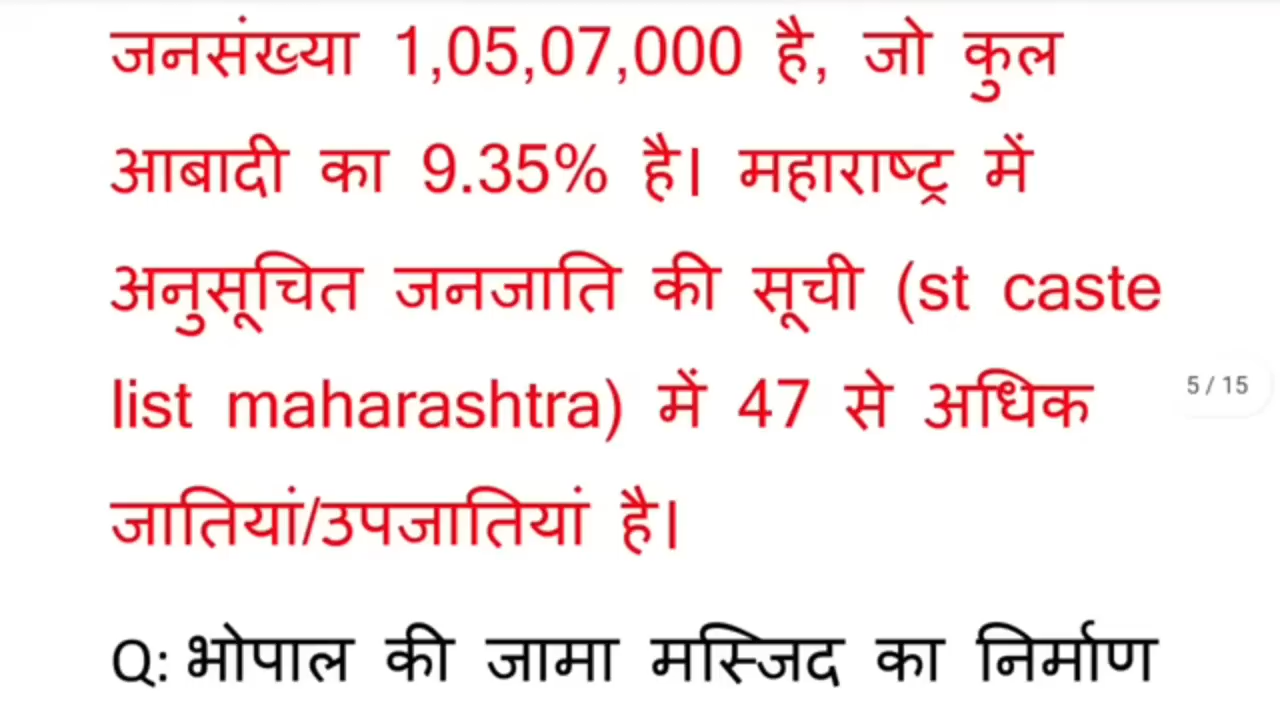 जनसंख्या 1,05,07,000 है, जो कुल
आबादी का 9.35% है। महाराष्ट्र में
अनुसूचित जनजाति की सूची (st caste
list maharashtra) में 47 से अधिक
5 / 15
जातियां/उपजातियां है।
Q: भोपाल की जामा मस्जिद का निर्माण